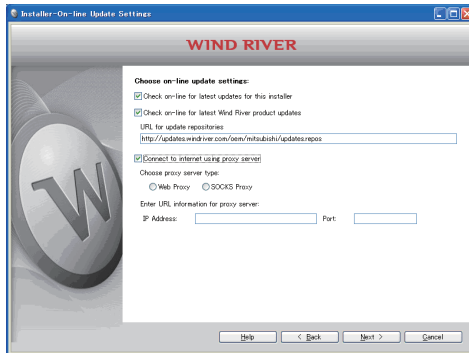 Installer-On-line Update Settings
WIND RIVER
Choose on-line update settings:
Check on-line for latest updates for this installer
Check on-line for latest Wind River product updates
URL for update repositories
http://updates.windriver.com/oem/mitsubishi/updates.repos
Connect to internet using proxy server
Choose proxy server type:
Web Proxy SOCKS Proxy
Enter URL information for proxy server:
IP Address: Port:
W
Help < Back Next > Cancel